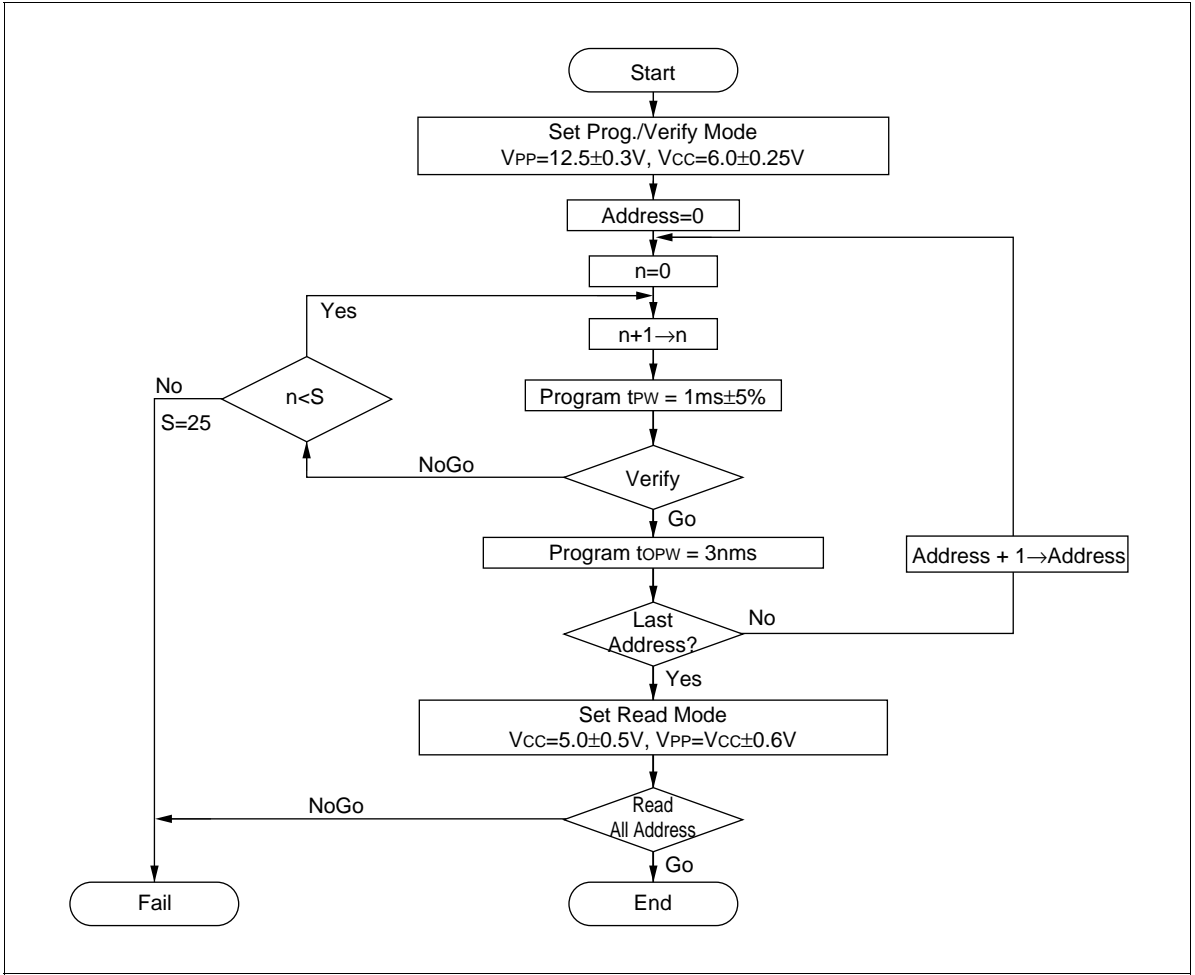 Start
Set Prog./Verify Mode
VPP=12.5±0.3V, VCC=6.0±0.25V
Address=0
n=0
Yes
n+1→n
No
n<S
S=25
Program tPW = 1ms±5%
NoGo
Verify
Go
Program tOPW = 3nms
Address + 1→Address
Last
Address?
No
Yes
Set Read Mode
VCC=5.0±0.5V, VPP=VCC±0.6V
NoGo
Read
All Address
Go
Fail
End